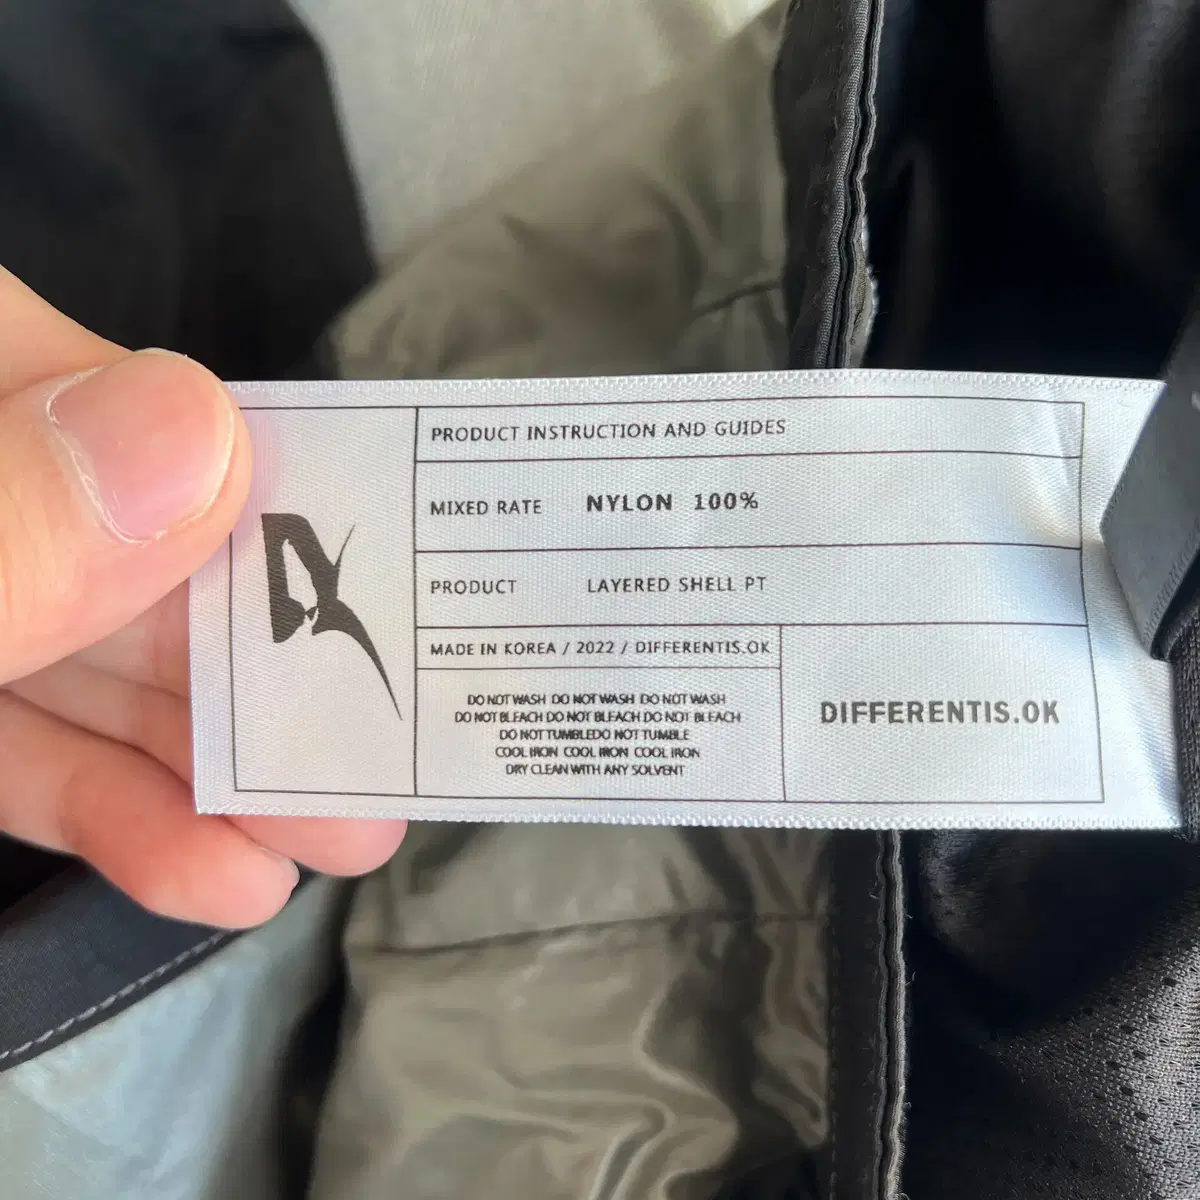 PRODUCT INSTRUCTION AND GUIDES
MIXED RATE NYLON 100%
PRODUCT LAYERED SHELL PT
MADE IN KOREA / 2022 / DIFFERENTIS.OK
DO NOT WASH DO NOT WASH DO NOT WASH
DO NOT BLEACH DO NOT BLEACH DO NOT BLEACH
DO NOT TUMBLEDO NOT TUMBLE
COOL IRON COOL IRON COOL IRON
DRY CLEAN WITH ANY SOLVENT
DIFFERENTIS.OK